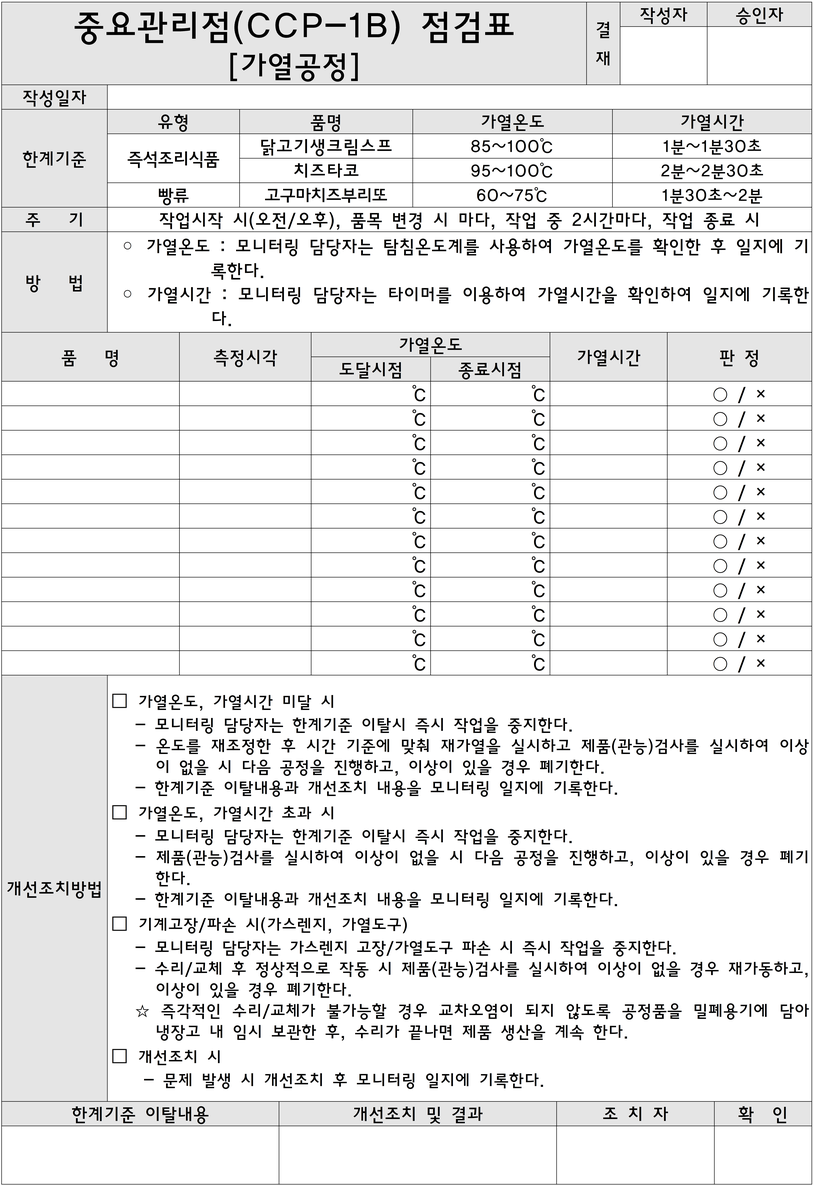 중요관리점(CCP-1B) 점검표
[가열공정]
결
재
작성자 승인자
작성일자
한계기준
유형 품명 가열온도 가열시간
즉석조리식품
닭고기생크림스프 85~100℃ 1분~1분30초
치즈타코 95~100℃ 2분~2분30초
빵류 고구마치즈부리또 60~75℃ 1분30초~2분
주 기 작업시작 시(오전/오후), 품목 변경 시 마다, 작업 중 2시간마다, 작업 종료 시
방 법
○ 가열온도 : 모니터링 담당자는 탐침온도계를 사용하여 가열온도를 확인한 후 일지에 기
록한다.
○ 가열시간 : 모니터링 담당자는 타이머를 이용하여 가열시간을 확인하여 일지에 기록한
다.
품 명 측정시각 가열온도 가열시간 판 정
도달시점 종료시점
℃ ℃ ○ / ×
℃ ℃ ○ / ×
℃ ℃ ○ / ×
℃ ℃ ○ / ×
℃ ℃ ○ / ×
℃ ℃ ○ / ×
℃ ℃ ○ / ×
℃ ℃ ○ / ×
℃ ℃ ○ / ×
℃ ℃ ○ / ×
℃ ℃ ○ / ×
℃ ℃ ○ / ×
개선조치방법
□ 가열온도, 가열시간 미달 시
- 모니터링 담당자는 한계기준 이탈시 즉시 작업을 중지한다.
- 온도를 재조정한 후 시간 기준에 맞춰 재가열을 실시하고 제품(관능)검사를 실시하여 이상
이 없을 시 다음 공정을 진행하고, 이상이 있을 경우 폐기한다.
- 한계기준 이탈내용과 개선조치 내용을 모니터링 일지에 기록한다.
□ 가열온도, 가열시간 초과 시
- 모니터링 담당자는 한계기준 이탈시 즉시 작업을 중지한다.
- 제품(관능)검사를 실시하여 이상이 없을 시 다음 공정을 진행하고, 이상이 있을 경우 폐기
한다.
- 한계기준 이탈내용과 개선조치 내용을 모니터링 일지에 기록한다.
□ 기계고장/파손 시(가스렌지, 가열도구)
- 모니터링 담당자는 가스렌지 고장/가열도구 파손 시 즉시 작업을 중지한다.
- 수리/교체 후 정상적으로 작동 시 제품(관능)검사를 실시하여 이상이 없을 경우 재가동하고,
이상이 있을 경우 폐기한다.
☆ 즉각적인 수리/교체가 불가능할 경우 교차오염이 되지 않도록 공정품을 밀폐용기에 담아
냉장고 내 임시 보관한 후, 수리가 끝나면 제품 생산을 계속 한다.
□ 개선조치 시
- 문제 발생 시 개선조치 후 모니터링 일지에 기록한다.
한계기준 이탈내용 개선조치 및 결과 조 치 자 확 인